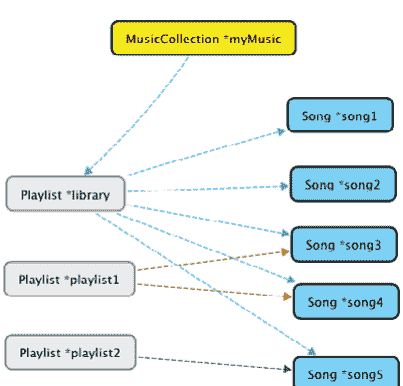 MusicCollection *myMusic
Song *song1
Playlist *library
Song *song2
Song *song3
Playlist *playlist1
Song *song4
Playlist *playlist2
Song *song5